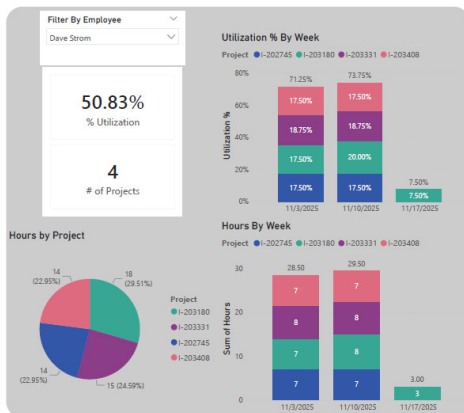 Filter By Employee
Dave Strom
50.83%
% Utilization
4
# of Projects
Utilization % By Week
Project I-202745 I-203180 I-203331 I-203408
Utilization %
80%
60%
40%
20%
0%
71.25%
17.50%
18.75%
17.50%
17.50%
73.75%
17.50%
18.75%
20.00%
17.50%
7.50%
7.50%
11/3/2025 11/10/2025 11/17/2025
Hours by Project
14
(22.95%)
18
(29.51%)
14
(22.95%)
15 (24.59%)
Project
I-203180
I-203331
I-202745
I-203408
Hours By Week
Project I-202745 I-203180 I-203331 I-203408
Sum of Hours
30
20
10
0
28.50
7
8
7
7
29.50
7
8
8
7
3.00
3
11/3/2025 11/10/2025 11/17/2025